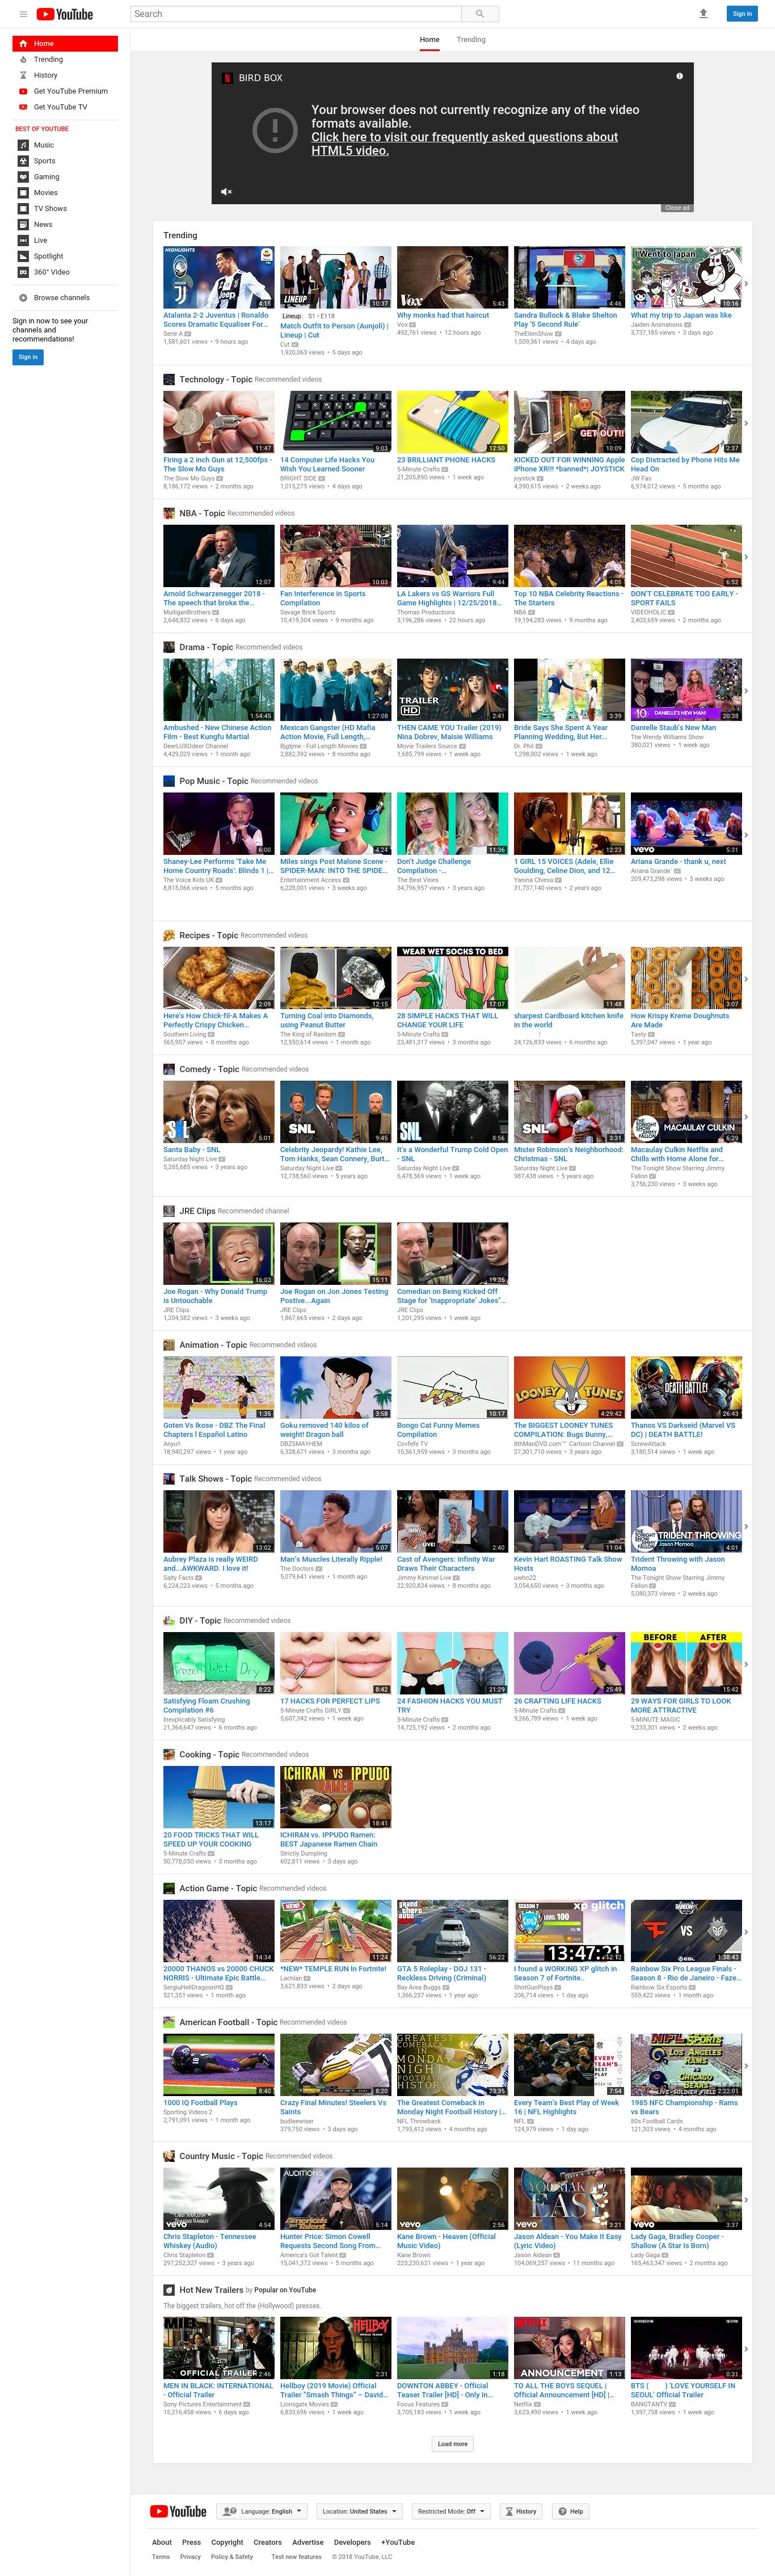 YouTube
Search
Sign in
Home
Trending
Home
Trending
History
Get YouTube Premium
Get YouTube TV
BEST OF YOUTUBE
Music
Sports
Gaming
Movies
TV Shows
News
Live
Spotlight
360° Video
Browse channels
Sign in now to see your
channels and
recommendations!
Sign in
BIRD BOX
Your browser does not currently recognize any of the video
formats available.
Click here to visit our frequently asked questions about
HTML5 video.
Close ad
Trending
Atalanta 2-2 Juventus | Ronaldo
Scores Dramatic Equaliser For...
Serie A
1,581,601 views • 9 hours ago
Lineup S1 • E118
Match Outfit to Person (Aunjoli) |
Lineup | Cut
Cut
1,920,063 views • 5 days ago
Why monks had that haircut
Vox
492,761 views • 12 hours ago
Sandra Bullock & Blake Shelton
Play '5 Second Rule'
TheEllenShow
1,509,361 views • 4 days ago
What my trip to Japan was like
Jaiden Animations
3,737,185 views • 3 days ago
Technology - Topic Recommended videos
Firing a 2 inch Gun at 12,500fps -
The Slow Mo Guys
The Slow Mo Guys
8,186,172 views • 2 months ago
14 Computer Life Hacks You
Wish You Learned Sooner
BRIGHT SIDE
1,015,275 views • 4 days ago
23 BRILLIANT PHONE HACKS
5-Minute Crafts
21,205,890 views • 1 week ago
KICKED OUT FOR WINNING Apple
iPhone XR!!! *banned*| JOYSTICK
joystick
4,390,615 views • 2 weeks ago
Cop Distracted by Phone Hits Me
Head On
JW Fas
6,974,012 views • 5 months ago
NBA - Topic Recommended videos
Arnold Schwarzenegger 2018 -
The speech that broke the...
MulliganBrothers
2,648,832 views • 6 days ago
Fan Interference in Sports
Compilation
Savage Brick Sports
10,419,304 views • 9 months ago
LA Lakers vs GS Warriors Full
Game Highlights | 12/25/2018...
Thomas Productions
3,196,286 views • 22 hours ago
Top 10 NBA Celebrity Reactions -
The Starters
NBA
19,194,283 views • 9 months ago
DON'T CELEBRATE TOO EARLY -
SPORT FAILS
VIDEOHOLIC
2,403,659 views • 2 months ago
Drama - Topic Recommended videos
Ambushed - New Chinese Action
Film - Best Kungfu Martial
DeerLUXOdeer Channel
4,429,029 views • 1 month ago
Mexican Gangster (HD Mafia
Action Movie, Full Length,...
Bigtime - Full Length Movies
2,882,392 views • 8 months ago
THEN CAME YOU Trailer (2019)
Nina Dobrev, Maisie Williams
Movie Trailers Source
1,685,799 views • 1 week ago
Bride Says She Spent A Year
Planning Wedding, But Her...
Dr. Phil
1,298,002 views • 1 week ago
Danielle Staub's New Man
The Wendy Williams Show
380,021 views • 1 week ago
Pop Music - Topic Recommended videos
Shaney-Lee Performs 'Take Me
Home Country Roads': Blinds 1 |...
The Voice Kids UK
8,815,066 views • 5 months ago
Miles sings Post Malone Scene -
SPIDER-MAN: INTO THE SPIDE...
Entertainment Access
6,228,001 views • 3 weeks ago
Don't Judge Challenge
Compilation -...
The Best Vines
34,796,957 views • 3 years ago
1 GIRL 15 VOICES (Adele, Ellie
Goulding, Celine Dion, and 12...
Yanina Chiesa
31,737,140 views • 2 years ago
Ariana Grande - thank u, next
Ariana Grande
209,473,298 views • 3 weeks ago
Recipes - Topic Recommended videos
Here's How Chick-fil-A Makes A
Perfectly Crispy Chicken...
Southern Living
565,957 views • 8 months ago
Turning Coal into Diamonds,
using Peanut Butter
The King of Random
12,550,614 views • 1 month ago
28 SIMPLE HACKS THAT WILL
CHANGE YOUR LIFE
5-Minute Crafts
23,481,317 views • 3 months ago
sharpest Cardboard kitchen knife
in the world
24,126,833 views • 6 months ago
How Krispy Kreme Doughnuts
Are Made
Tasty
5,397,047 views • 1 year ago
Comedy - Topic Recommended videos
Santa Baby - SNL
Saturday Night Live
5,285,685 views • 3 years ago
Celebrity Jeopardy! Kathie Lee,
Tom Hanks, Sean Connery, Burt...
Saturday Night Live
12,738,560 views • 5 years ago
It's a Wonderful Trump Cold Open
- SNL
Saturday Night Live
6,478,569 views • 1 week ago
Mister Robinson's Neighborhood:
Christmas - SNL
Saturday Night Live
987,438 views • 5 years ago
Macaulay Culkin Netflix and
Chills with Home Alone for...
The Tonight Show Starring Jimmy
Fallon
3,756,230 views • 3 weeks ago
JRE Clips Recommended channel
Joe Rogan - Why Donald Trump
is Untouchable
JRE Clips
1,204,582 views • 3 weeks ago
Joe Rogan on Jon Jones Testing
Postive...Again
JRE Clips
1,867,665 views • 2 days ago
Comedian on Being Kicked Off
Stage for "Inappropriate' Jokes"...
JRE Clips
1,201,295 views • 1 week ago
Animation - Topic Recommended videos
Goten Vs Ikose - DBZ The Final
Chapters l Español Latino
Anyu!!
18,940,297 views • 1 year ago
Goku removed 140 kilos of
weight! Dragon ball
DBZSMAYHEM
6,328,671 views • 3 months ago
Bongo Cat Funny Memes
Compilation
Covfefe TV
10,561,959 views • 3 months ago
The BIGGEST LOONEY TUNES
COMPILATION: Bugs Bunny,...
8thManDVD.com™ Cartoon Channel
27,301,710 views • 3 years ago
Thanos VS Darkseid (Marvel VS
DC) | DEATH BATTLE!
ScrewAttack
3,180,514 views • 1 week ago
Talk Shows - Topic Recommended videos
Aubrey Plaza is really WEIRD
and...AWKWARD. I love it!
Salty Facts
6,224,223 views • 5 months ago
Man's Muscles Literally Ripple!
The Doctors
5,079,641 views • 1 month ago
Cast of Avengers: Infinity War
Draws Their Characters
Jimmy Kimmel Live
22,920,834 views • 8 months ago
Kevin Hart ROASTING Talk Show
Hosts
uwho22
3,054,650 views • 3 months ago
Trident Throwing with Jason
Momoa
The Tonight Show Starring Jimmy
Fallon
5,080,373 views • 2 weeks ago
DIY - Topic Recommended videos
Satisfying Floam Crushing
Compilation #6
Inexplicably Satisfying
21,364,647 views • 6 months ago
17 HACKS FOR PERFECT LIPS
5-Minute Crafts GIRLY
5,607,342 views • 1 week ago
24 FASHION HACKS YOU MUST
TRY
5-Minute Crafts
14,725,192 views • 2 months ago
26 CRAFTING LIFE HACKS
5-Minute Crafts
9,266,789 views • 1 week ago
29 WAYS FOR GIRLS TO LOOK
MORE ATTRACTIVE
5-MINUTE MAGIC
9,233,301 views • 2 weeks ago
Cooking - Topic Recommended videos
20 FOOD TRICKS THAT WILL
SPEED UP YOUR COOKING
5-Minute Crafts
50,778,050 views • 3 months ago
ICHIRAN vs. IPPUDO Ramen:
BEST Japanese Ramen Chain
Strictly Dumpling
602,811 views • 3 days ago
Action Game - Topic Recommended videos
20000 THANOS vs 20000 CHUCK
NORRIS - Ultimate Epic Battle...
SergiuHellDragoonHQ
521,351 views • 1 month ago
*NEW* TEMPLE RUN In Fortnite!
Lachlan
3,621,833 views • 2 days ago
GTA 5 Roleplay - DOJ 131 -
Reckless Driving (Criminal)
Bay Area Buggs
1,366,237 views • 1 year ago
I found a WORKING XP glitch in
Season 7 of Fortnite..
ShotGunPlays
206,714 views • 1 day ago
Rainbow Six Pro League Finals -
Season 8 - Rio de Janeiro - Faze...
Rainbow Six Esports
559,422 views • 1 month ago
American Football - Topic Recommended videos
1000 IQ Football Plays
Sporting Videos 2
2,791,091 views • 1 month ago
Crazy Final Minutes! Steelers Vs
Saints
budleewiser
379,750 views • 3 days ago
The Greatest Comeback in
Monday Night Football History |...
NFL Throwback
1,793,412 views • 4 months ago
Every Team's Best Play of Week
16 | NFL Highlights
NFL
124,979 views • 1 day ago
1985 NFC Championship - Rams
vs Bears
80s Football Cards
121,303 views • 4 months ago
Country Music - Topic Recommended videos
Chris Stapleton - Tennessee
Whiskey (Audio)
Chris Stapleton
297,252,327 views • 3 years ago
Hunter Price: Simon Cowell
Requests Second Song From...
America's Got Talent
15,041,372 views • 5 months ago
Kane Brown - Heaven (Official
Music Video)
Kane Brown
223,230,621 views • 1 year ago
Jason Aldean - You Make It Easy
(Lyric Video)
Jason Aldean
104,069,257 views • 11 months ago
Lady Gaga, Bradley Cooper -
Shallow (A Star Is Born)
Lady Gaga
165,463,347 views • 2 months ago
Hot New Trailers by Popular on YouTube
The biggest trailers, hot off the (Hollywood) presses.
MEN IN BLACK: INTERNATIONAL
- Official Trailer
Sony Pictures Entertainment
15,216,458 views • 6 days ago
Hellboy (2019 Movie) Official
Trailer "Smash Things" – David...
Lionsgate Movies
6,833,696 views • 1 week ago
DOWNTON ABBEY - Official
Teaser Trailer [HD] - Only In...
Focus Features
3,705,183 views • 1 week ago
TO ALL THE BOYS SEQUEL |
Official Announcement [HD] |...
Netflix
3,623,490 views • 1 week ago
BTS ( ) 'LOVE YOURSELF IN
SEOUL' Official Trailer
BANGTANTV
1,597,758 views • 1 week ago
Load more
YouTube
Language: English
Location: United States
Restricted Mode: Off
History
Help
About Press Copyright Creators Advertise Developers +YouTube
Terms Privacy Policy & Safety Test new features © 2018 YouTube, LLC